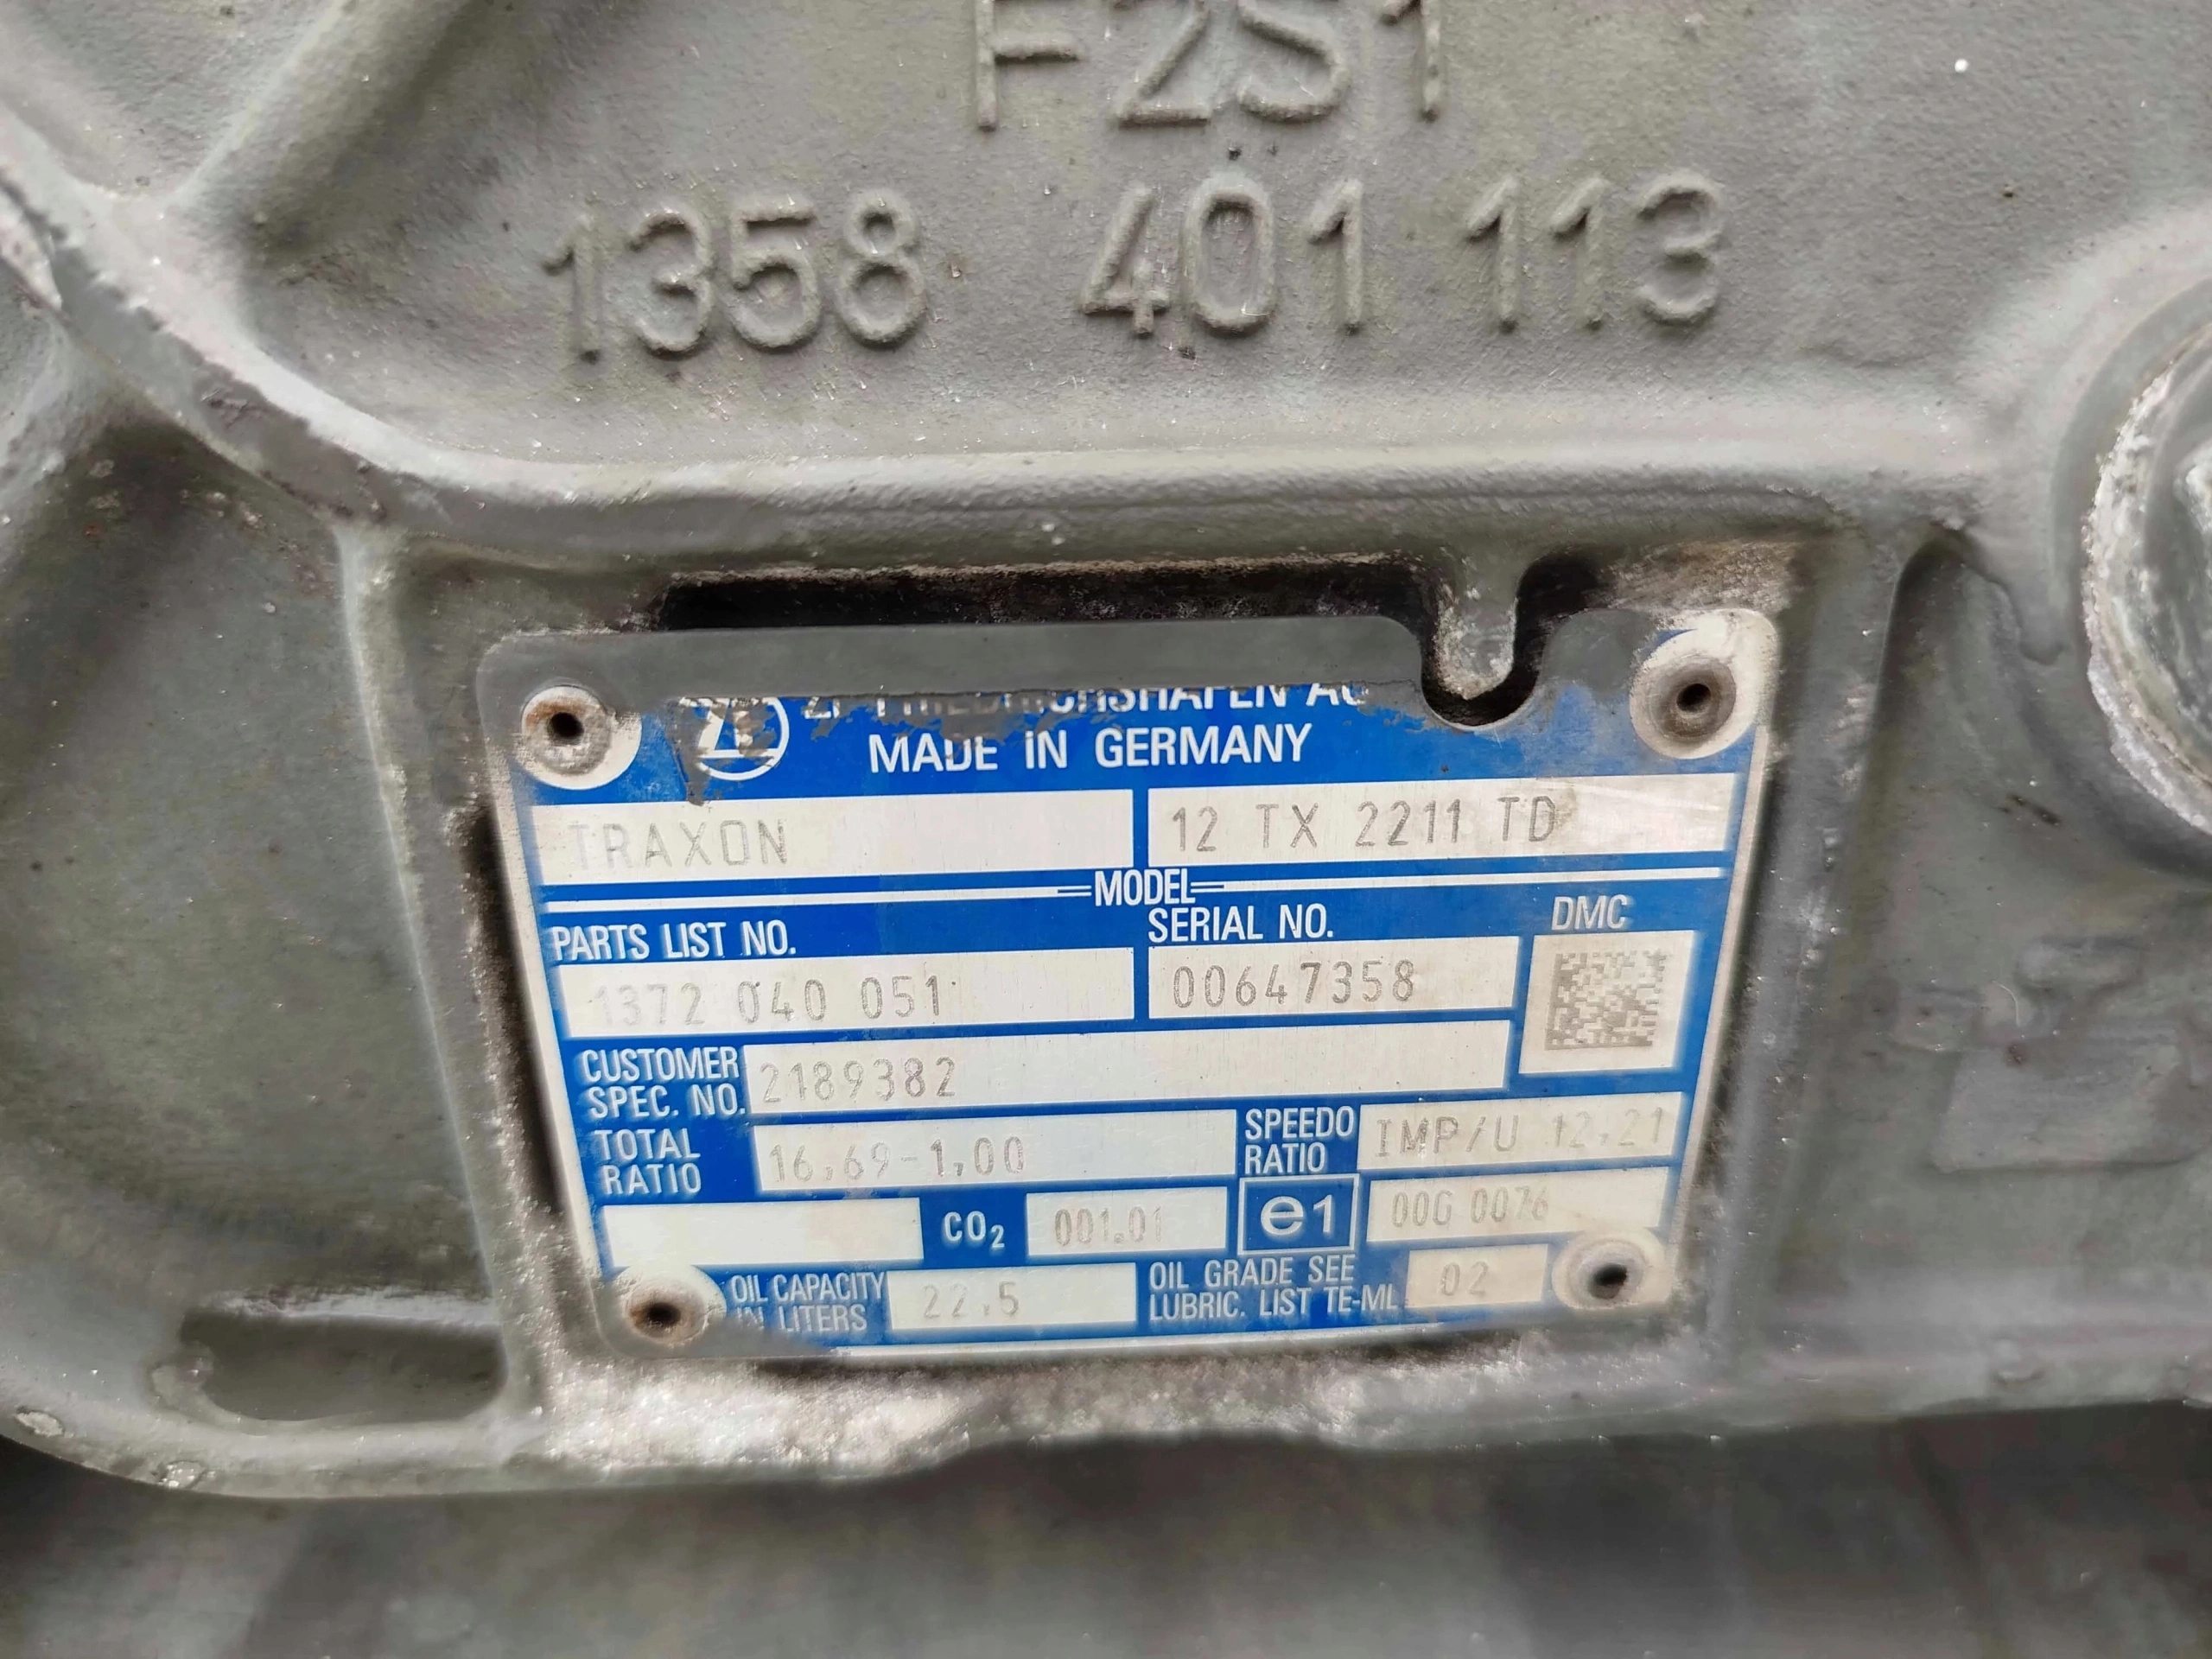 F2S1
1358 401 113
ZF FRIEDRICHSHAFEN AG
MADE IN GERMANY
TRAXON 12 TX 2211 TD
MODEL
PARTS LIST NO. SERIAL NO. DMC
1372 040 051 00647358
CUSTOMER SPEC. NO. 2189382
TOTAL RATIO 16,69-1,00 SPEEDO RATIO IMP/U 12,21
CO₂ 001.01 e1 00G 0076
OIL CAPACITY IN LITERS 22,5 OIL GRADE SEE LUBRIC. LIST TE-ML 02